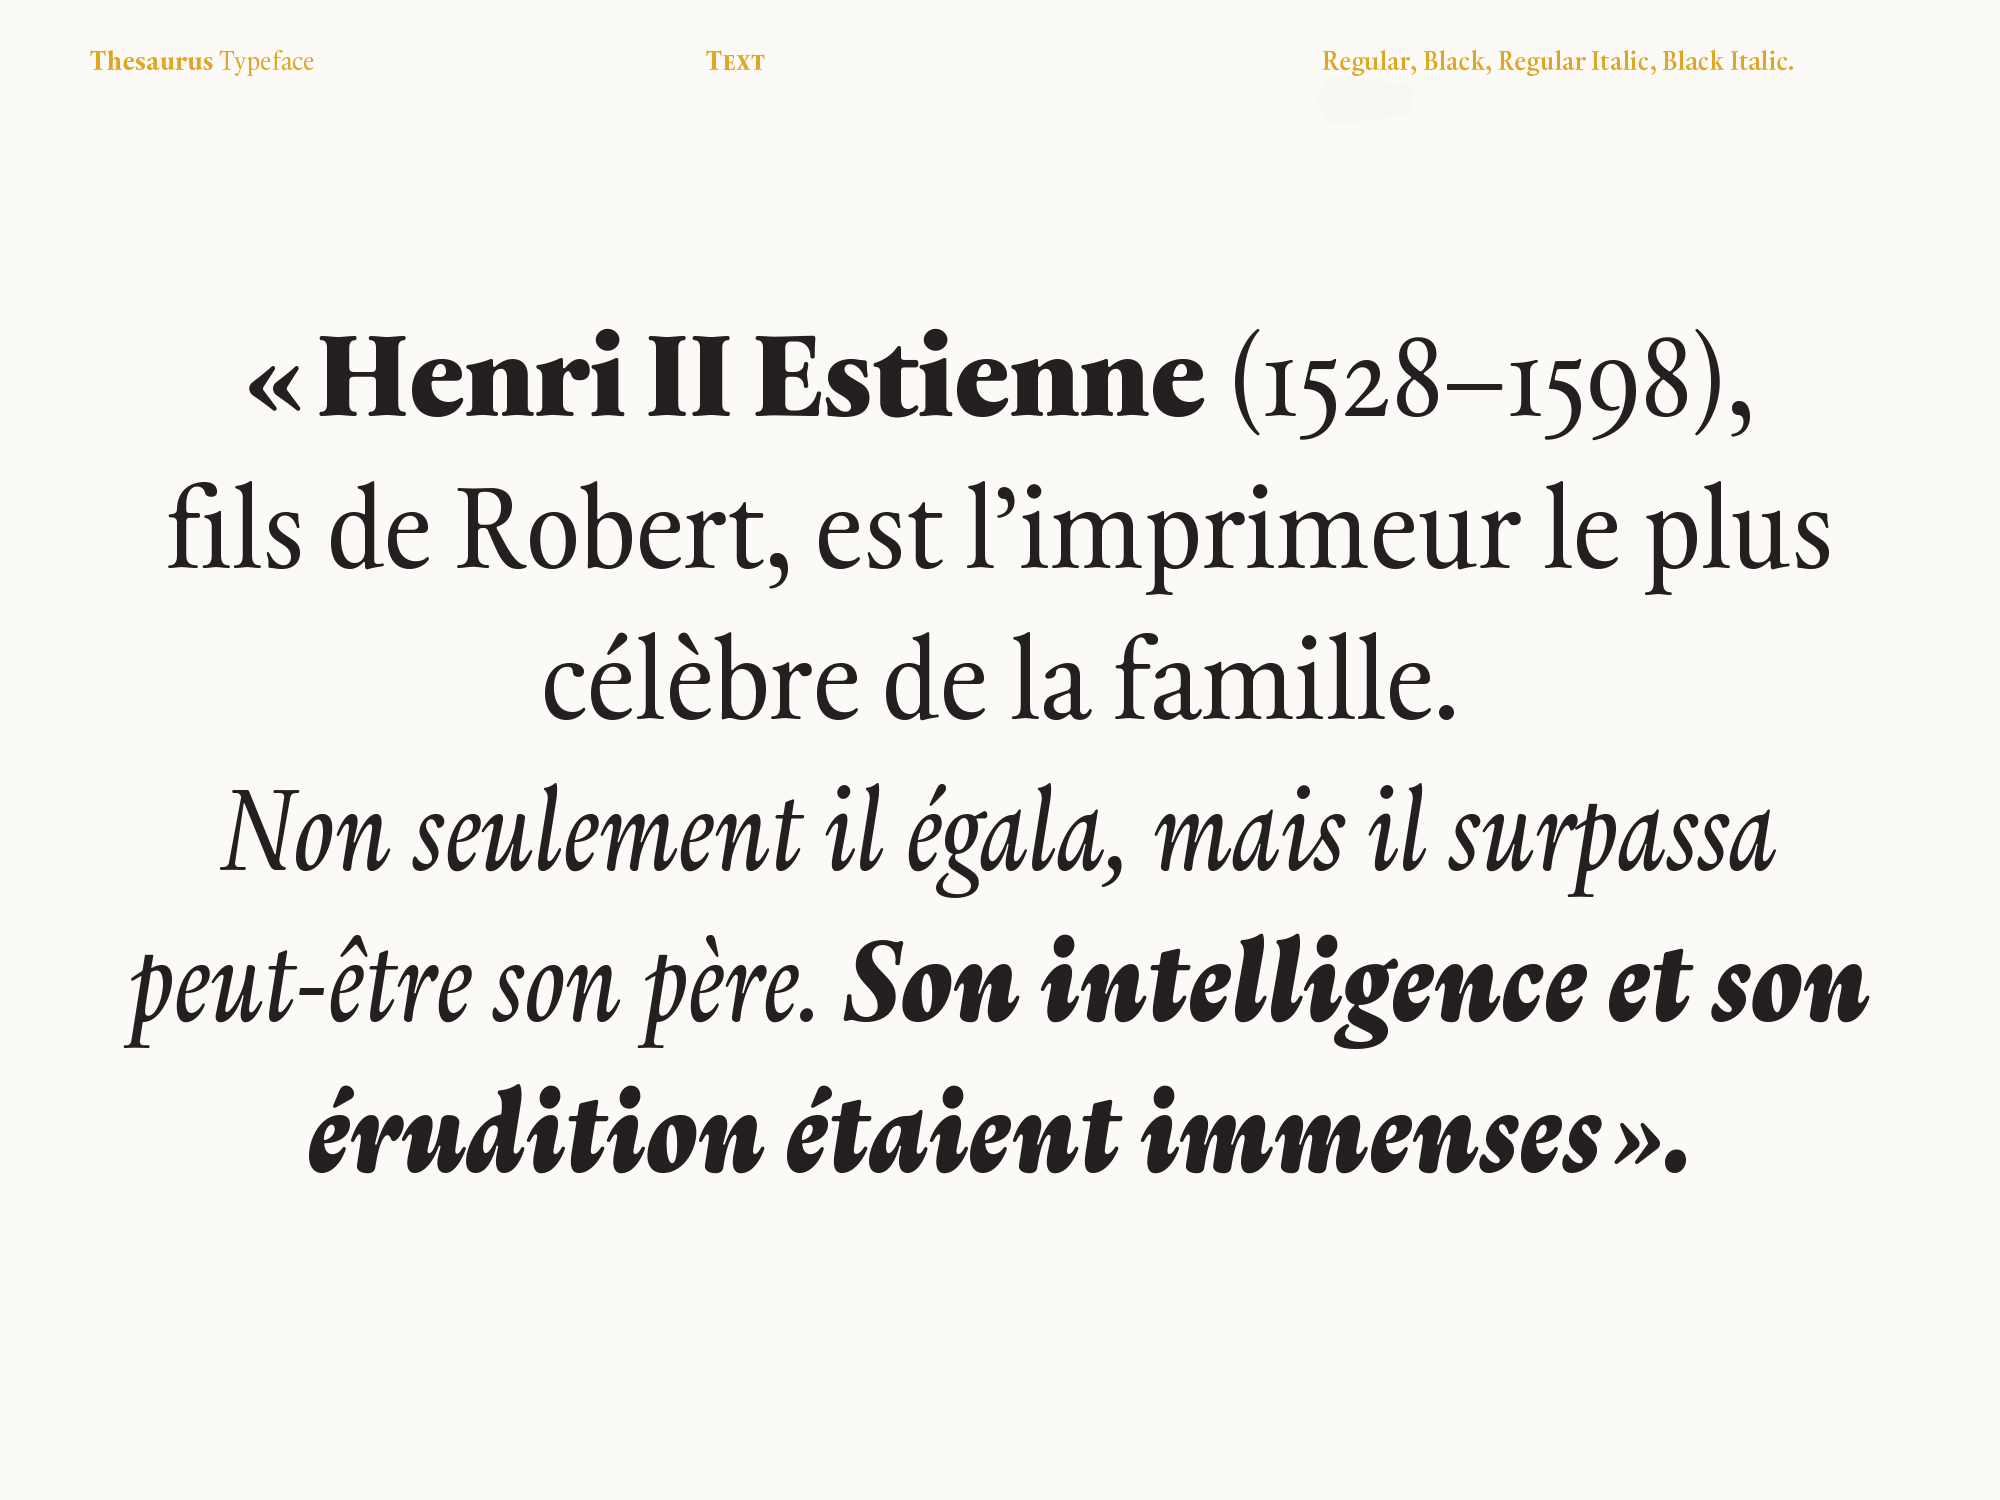 Thesaurus Typeface
TEXT
Regular, Black, Regular Italic, Black Italic.
« Henri II Estienne (1528–1598),
fils de Robert, est l’imprimeur le plus
célèbre de la famille.
Non seulement il égala, mais il surpassa
peut-être son père. Son intelligence et son
érudition étaient immenses ».